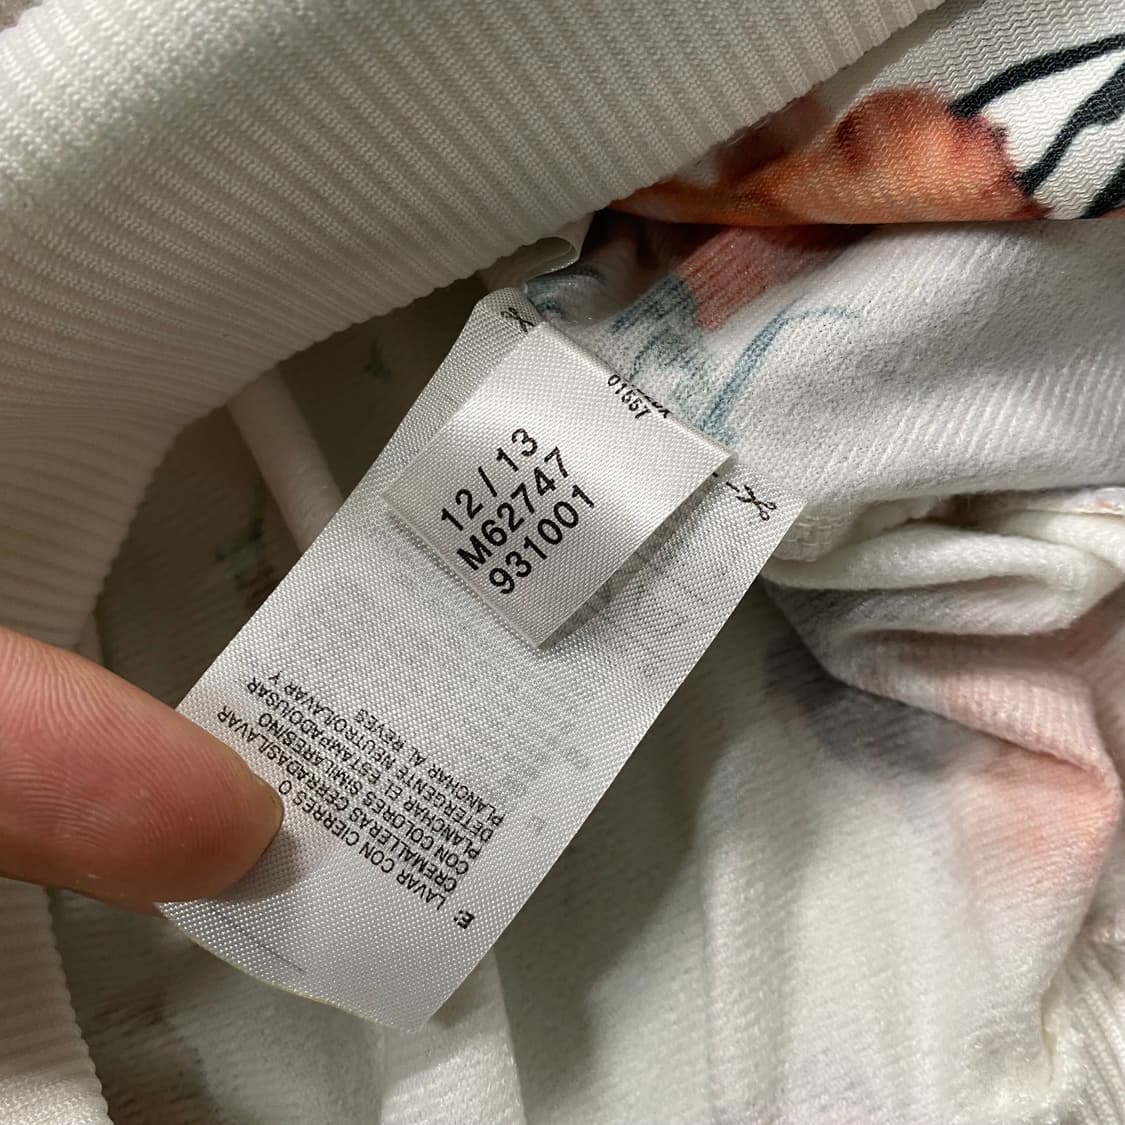 01557
12/13
M62747
931001
E: LAVAR CON CIERRES O
CREMALLERAS CERRADAS/LAVAR
CON COLORES SIMILARES/NO
PLANCHAR EL ESTAMPADO/USAR
DETERGENTE NEUTRO/LAVAR Y
PLANCHAR AL REVES